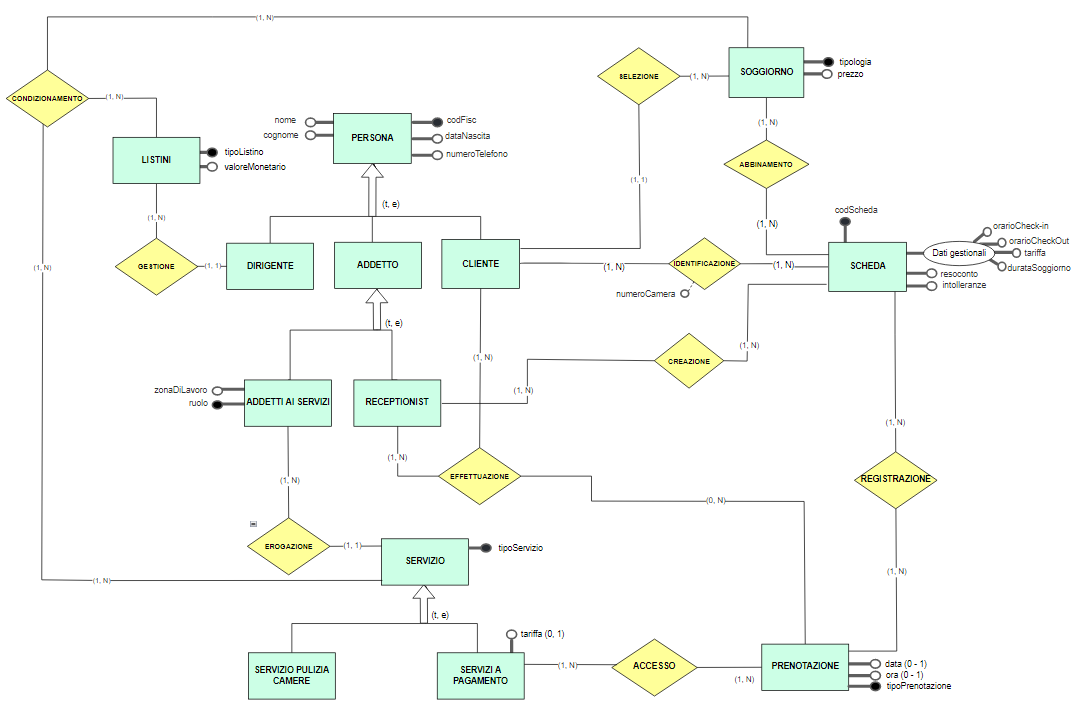 (1, N)
SOGGIORNO
tipologia
prezzo
SELEZIONE
(1, N)
CONDIZIONAMENTO
(1, N)
nome
cognome
PERSONA
codFisc
dataNascita
numeroTelefono
(1, N)
LISTINI
tipoListino
valoreMonetario
ABBINAMENTO
(1, 1)
(t, e)
(1, N)
(1, N)
codScheda
GESTIONE
(1, 1)
DIRIGENTE
ADDETTO
CLIENTE
(1, N)
IDENTIFICAZIONE
(1, N)
numeroCamera
SCHEDA
Dati gestionali
orarioCheck-in
orarioCheckOut
tariffa
durataSoggiorno
resoconto
intolleranze
(1, N)
(t, e)
(1, N)
(1, N)
CREAZIONE
(1, N)
zonaDiLavoro
ruolo
ADDETTI AI SERVIZI
RECEPTIONIST
(1, N)
(1, N)
(1, N)
EFFETTUAZIONE
REGISTRAZIONE
(1, N)
(0, N)
EROGAZIONE
(1, 1)
SERVIZIO
tipoServizio
(1, N)
(1, N)
(t, e)
tariffa (0, 1)
SERVIZIO PULIZIA
CAMERE
SERVIZI A
PAGAMENTO
(1, N)
ACCESSO
(1, N)
PRENOTAZIONE
data (0 - 1)
ora (0 - 1)
tipoPrenotazione